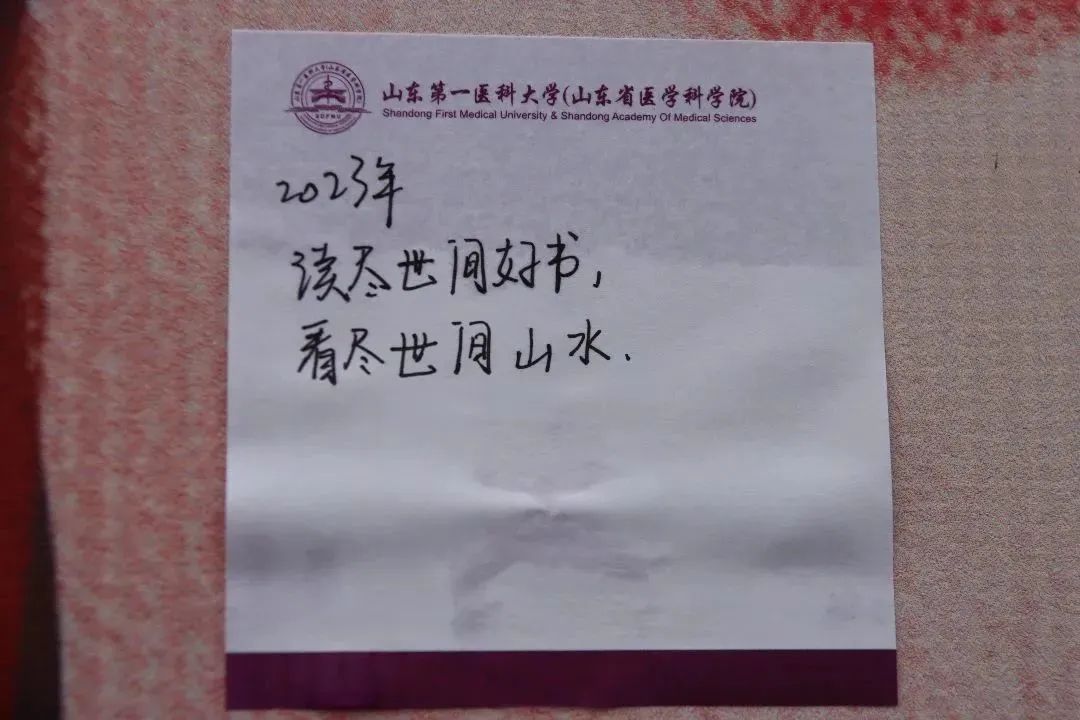 山东第一医科大学(山东省医学科学院)
Shandong First Medical University & Shandong Academy Of Medical Sciences
SDFMU
2023年
读尽世间好书,
看尽世间山水.